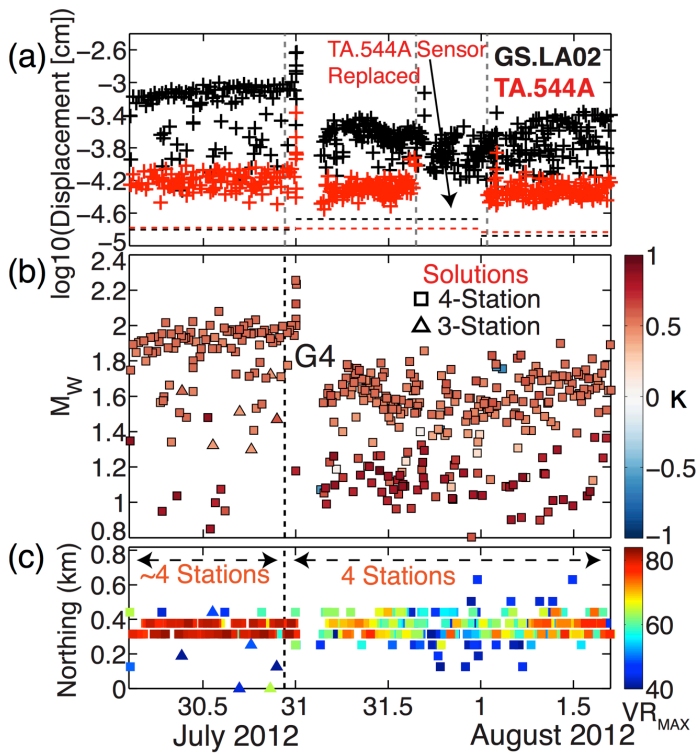 (a)
log10(Displacement [cm]
−2.6
−3
−3.4
−3.8
−4.2
−4.6
−5
TA.544A Sensor
Replaced
GS.LA02
TA.544A
(b)
M_W
2.4
2.2
2
1.8
1.6
1.4
1.2
1
0.8
G4
Solutions
4-Station
3-Station
1
0.5
0
−0.5
−1
K
(c)
Northing (km)
0.8
0.6
0.4
0.2
0
~4 Stations
4 Stations
80
70
60
50
40
VR_MAX
30.5 31 31.5 1 1.5
July 2012 August 2012